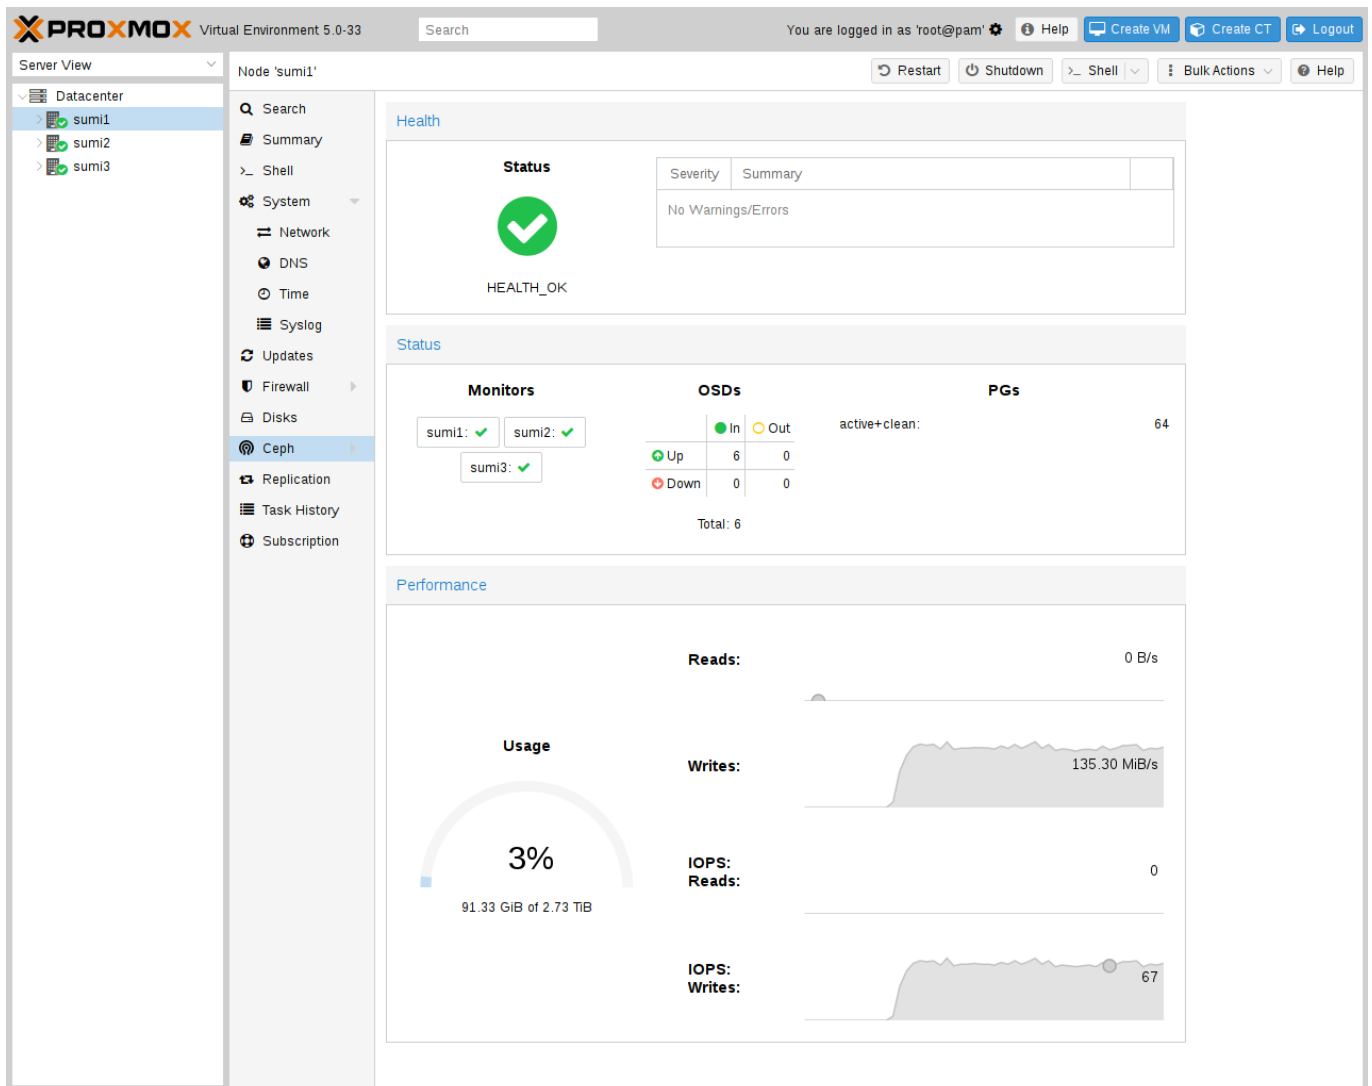 PROXMOX Virtual Environment 5.0-33 Search You are logged in as 'root@pam' Help Create VM Create CT Logout
Server View
Node 'sumi1' Restart Shutdown >_ Shell Bulk Actions Help
Datacenter
sumi1
sumi2
sumi3
Search
Summary
>_ Shell
System
Network
DNS
Time
Syslog
Updates
Firewall
Disks
Ceph
Replication
Task History
Subscription
Health
Status
HEALTH_OK
Severity Summary
No Warnings/Errors
Status
Monitors
sumi1: sumi2:
sumi3:
OSDs
In Out
Up 6 0
Down 0 0
Total: 6
PGs
active+clean: 64
Performance
Usage
3%
91.33 GiB of 2.73 TiB
Reads: 0 B/s
Writes: 135.30 MiB/s
IOPS:
Reads: 0
IOPS:
Writes: 67